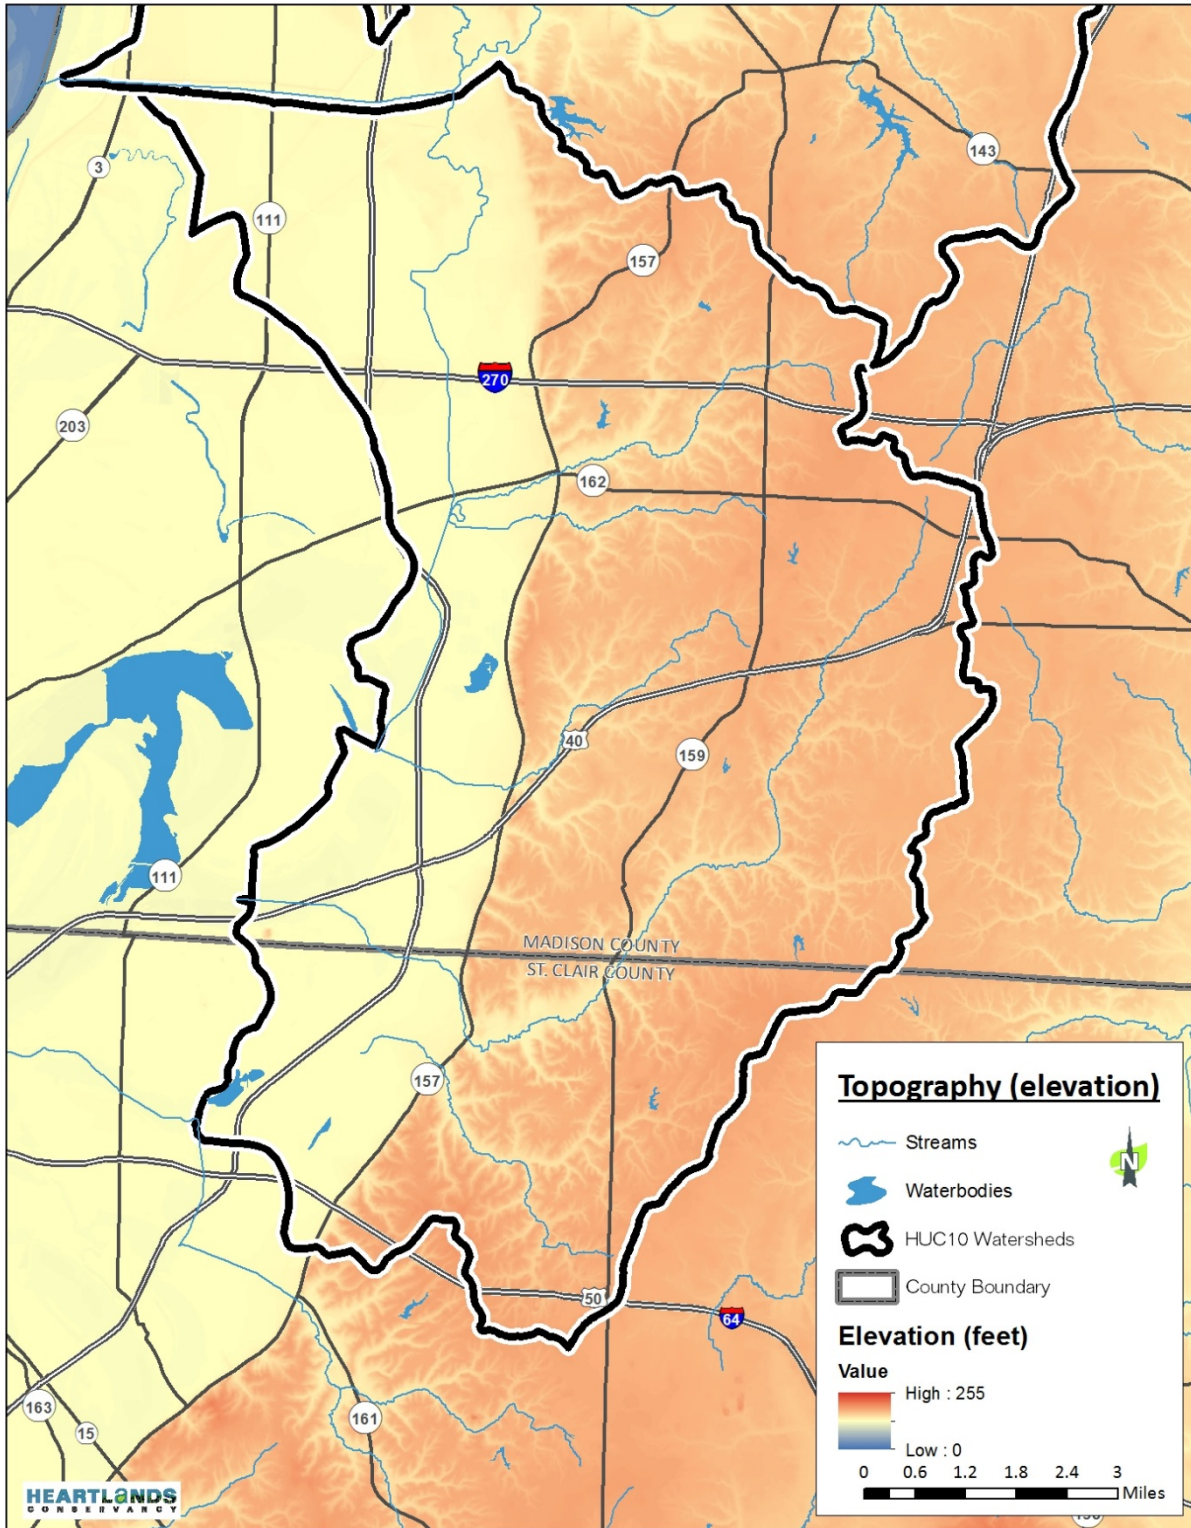 3
111
143
157
270
203
162
40
159
111
MADISON COUNTY
ST. CLAIR COUNTY
157
50
64
161
163
15
Topography (elevation)
Streams
N
Waterbodies
HUC10 Watersheds
County Boundary
Elevation (feet)
Value
High : 255
Low : 0
0 0.6 1.2 1.8 2.4 3
Miles
HEARTLANDS
CONSERVANCY